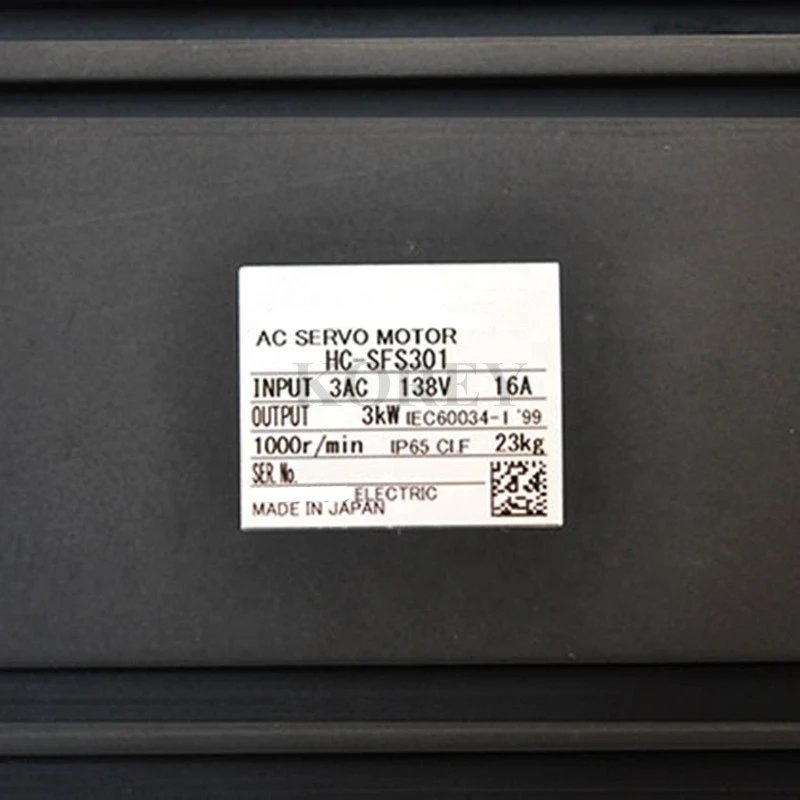 AC SERVO MOTOR
HC-SFS301
KOREY
INPUT 3AC 138V 16A
OUTPUT 3kW IEC60034-1 '99
1000r/min IP65 CI.F 23kg
SER.No.
ELECTRIC
MADE IN JAPAN